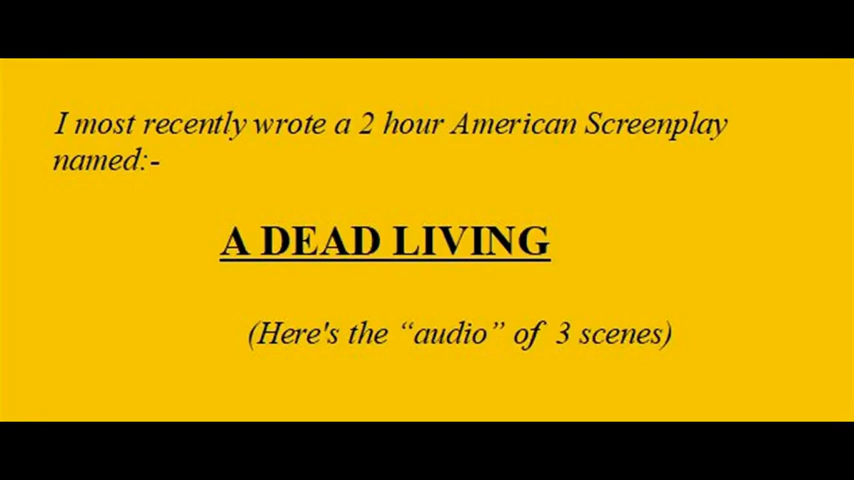 I most recently wrote a 2 hour American Screenplay
named:-
A DEAD LIVING
(Here's the “audio” of 3 scenes)